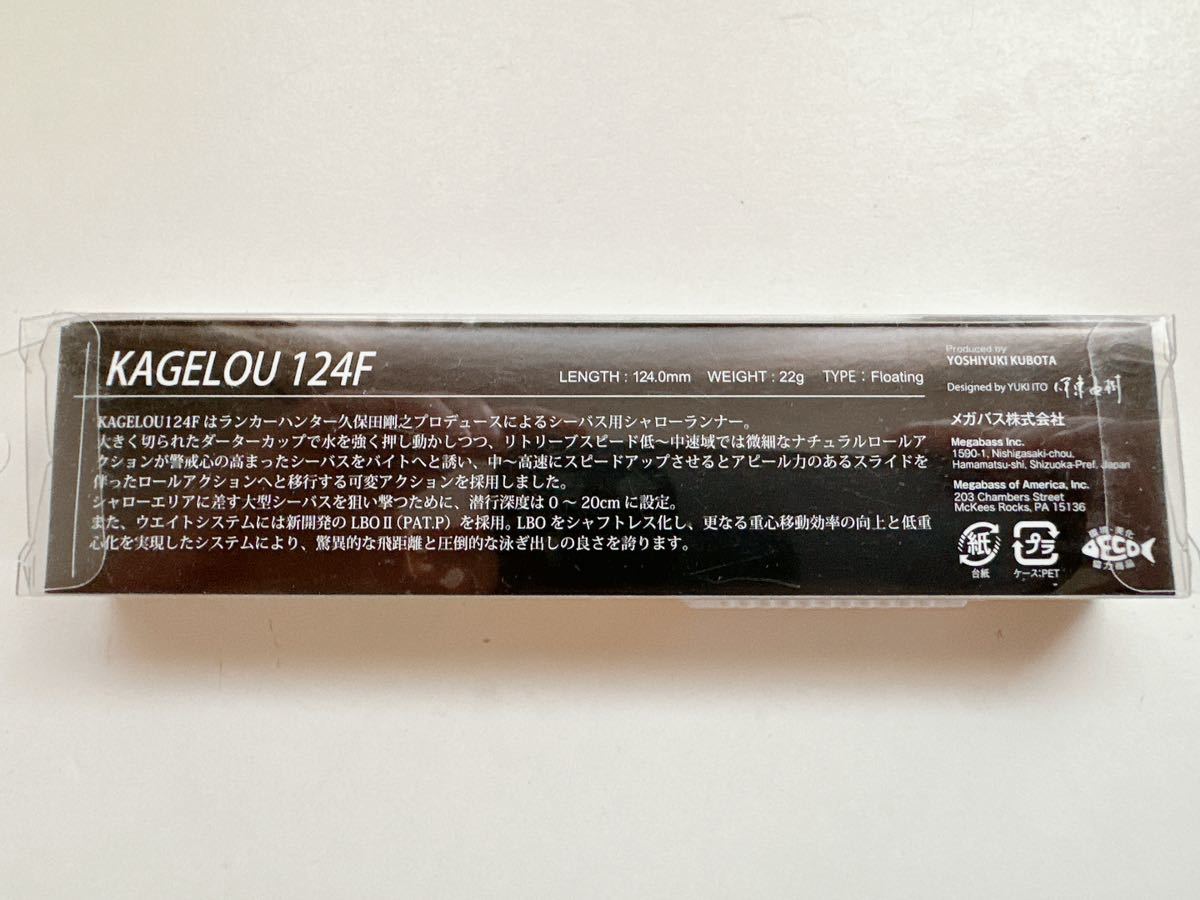 KAGELOU 124F
LENGTH : 124.0mm WEIGHT : 22g TYPE : Floating
KAGELOU124F はランカーハンター久保田剛之プロデュースによるシーバス用シャローランナー。
大きく切られたダーターカップで水を強く押し動かしつつ、リトリーブスピード低～中速域では微細なナチュラルロールア
クションが警戒心の高まったシーバスをバイトへと誘い、中～高速にスピードアップさせるとアピール力のあるスライドを
伴ったロールアクションへと移行する可変アクションを採用しました。
シャローエリアに差す大型シーバスを狙い撃つために、潜行深度は 0 ～ 20cm に設定。
また、ウエイトシステムには新開発の LBO II (PAT.P) を採用。LBO をシャフトレス化し、更なる重心移動効率の向上と低重
心化を実現したシステムにより、驚異的な飛距離と圧倒的な泳ぎ出しの良さを誇ります。
Produced by
YOSHIYUKI KUBOTA
Designed by YUKI ITO
メガバス株式会社
Megabass Inc.
1590-1, Nishigasaki-chou,
Hamamatsu-shi, Shizuoka-Pref, Japan
Megabass of America, Inc.
203 Chambers Street
McKees Rocks, PA 15136
紙
台紙
プラ
ケース:PET
環境・美化
ECO
協力商品